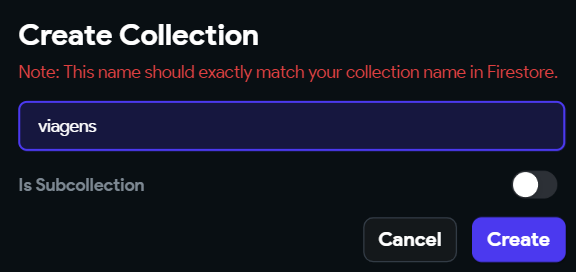 Create Collection
Note: This name should exactly match your collection name in Firestore.
viagens
Is Subcollection
Cancel
Create